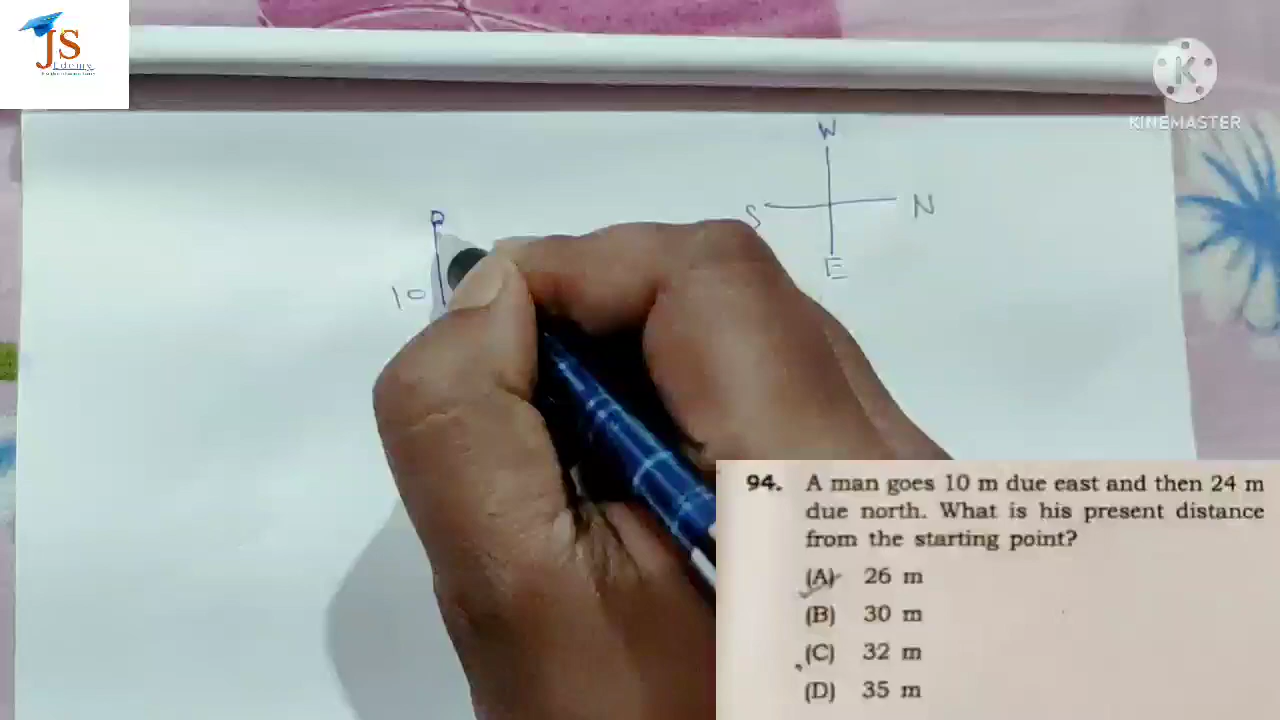 JS
Edemy
KINEMASTER
W
S
N
E
10
94. A man goes 10 m due east and then 24 m
due north. What is his present distance
from the starting point?
(A) 26 m
(B) 30 m
(C) 32 m
(D) 35 m